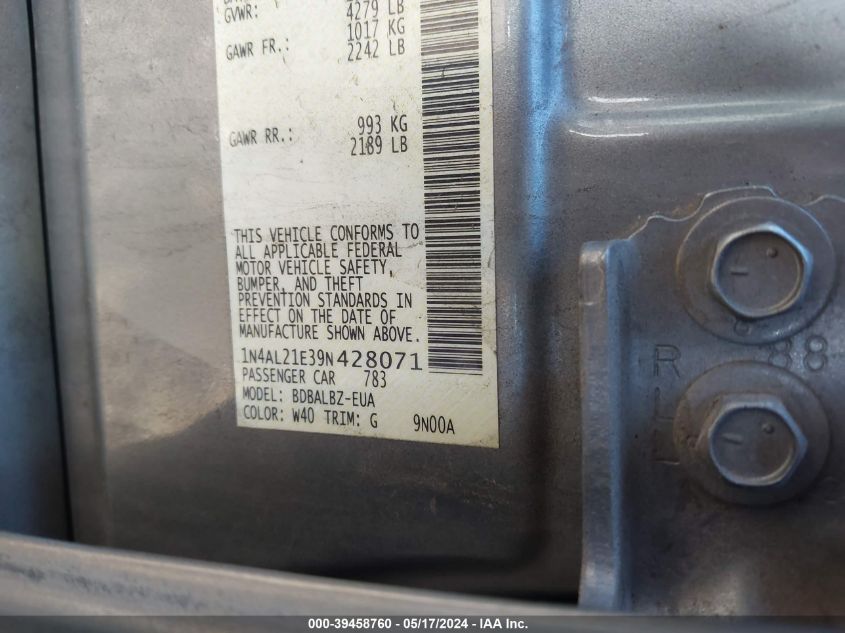 GVWR: 4279 LB
1017 KG
GAWR FR.: 2242 LB
993 KG
GAWR RR.: 2189 LB
THIS VEHICLE CONFORMS TO
ALL APPLICABLE FEDERAL
MOTOR VEHICLE SAFETY,
BUMPER, AND THEFT
PREVENTION STANDARDS IN
EFFECT ON THE DATE OF
MANUFACTURE SHOWN ABOVE.
1N4AL21E39N428071
PASSENGER CAR 783
MODEL: BDBALBZ-EUA
COLOR: W40 TRIM: G 9N00A
R 88
000-39458760 - 05/17/2024 - IAA Inc.